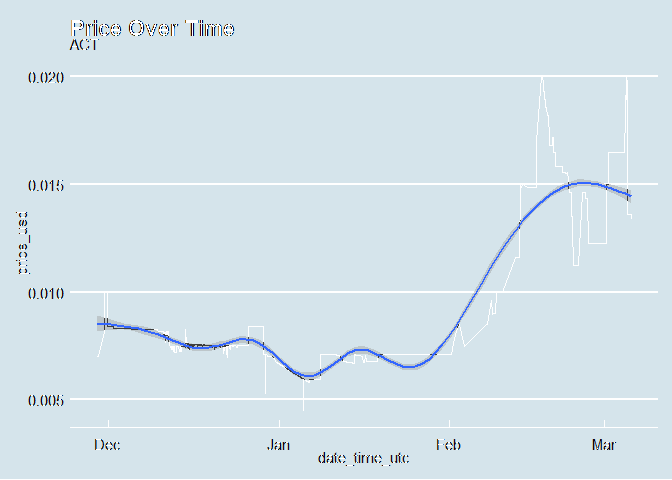 Price Over Time
ACT
0.020
0.015
price_usd
0.010
0.005
Dec
Jan
Feb
Mar
date_time_utc